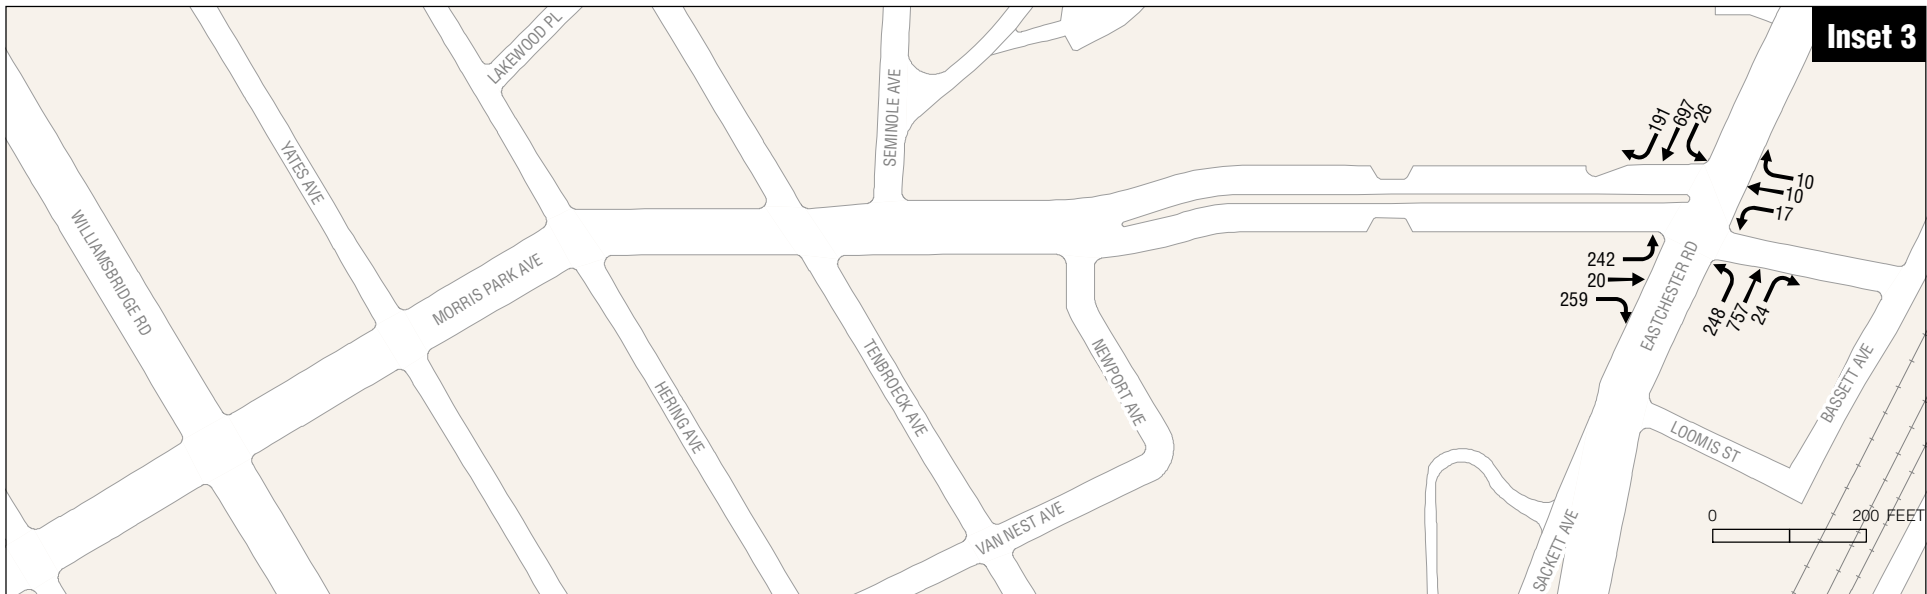 Inset 3
LAKEWOOD PL
SEMINOLE AVE
YATES AVE
WILLIAMSBRIDGE RD
MORRIS PARK AVE
HERING AVE
TENBROECK AVE
NEWPORT AVE
VAN NEST AVE
191
697
26
10
10
17
242
20
259
248
757
24
EASTCHESTER RD
BASSETT AVE
LOOMIS ST
SACKETT AVE
0 200 FEET